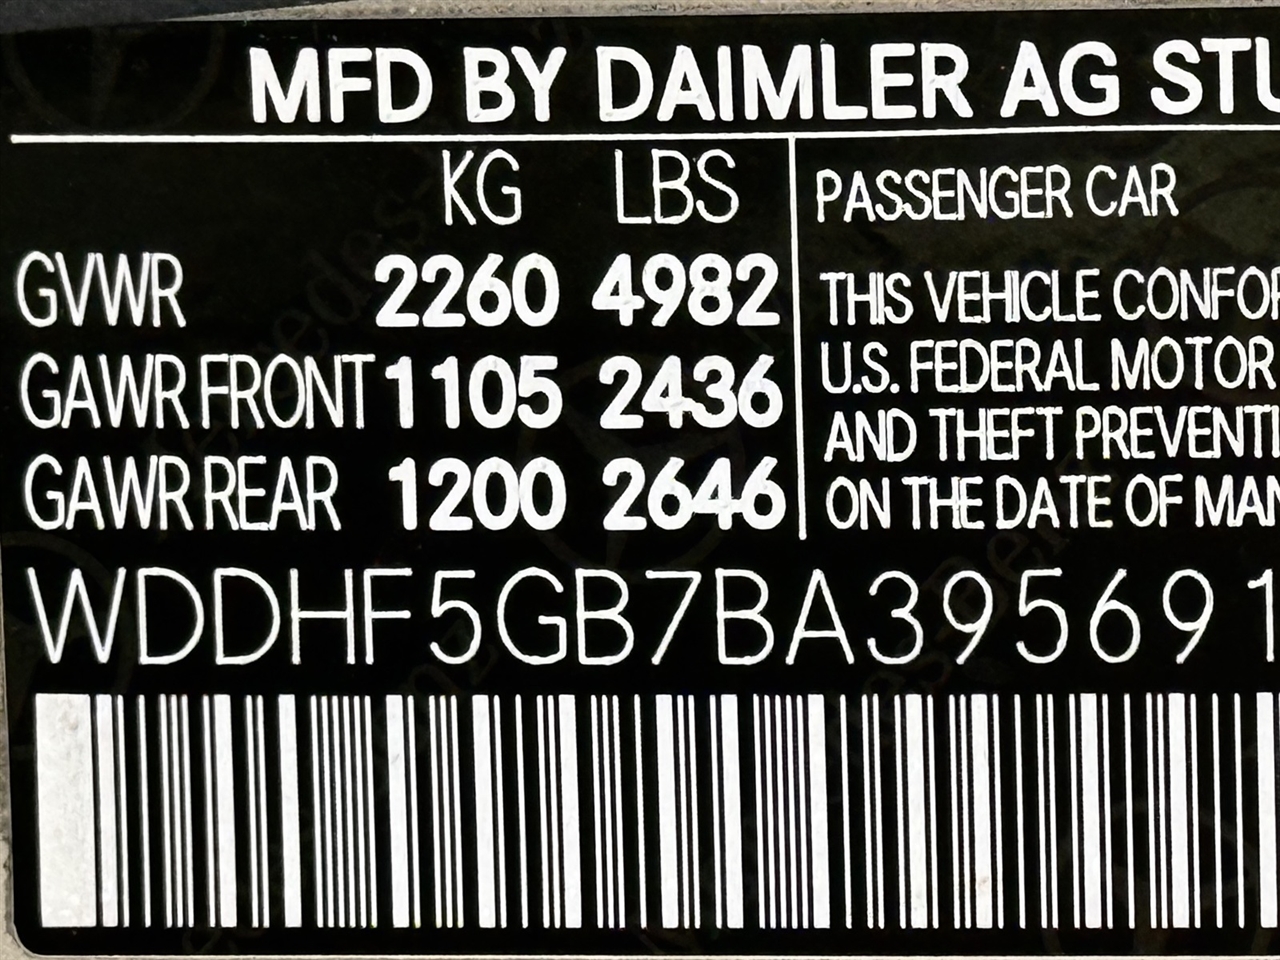 MFD BY DAIMLER AG STU
KG LBS
GVWR 2260 4982
GAWR FRONT 1105 2436
GAWR REAR 1200 2646
PASSENGER CAR
THIS VEHICLE CONFOR
U.S. FEDERAL MOTOR
AND THEFT PREVENTI
ON THE DATE OF MAN
WDDHF5GB7BA395691